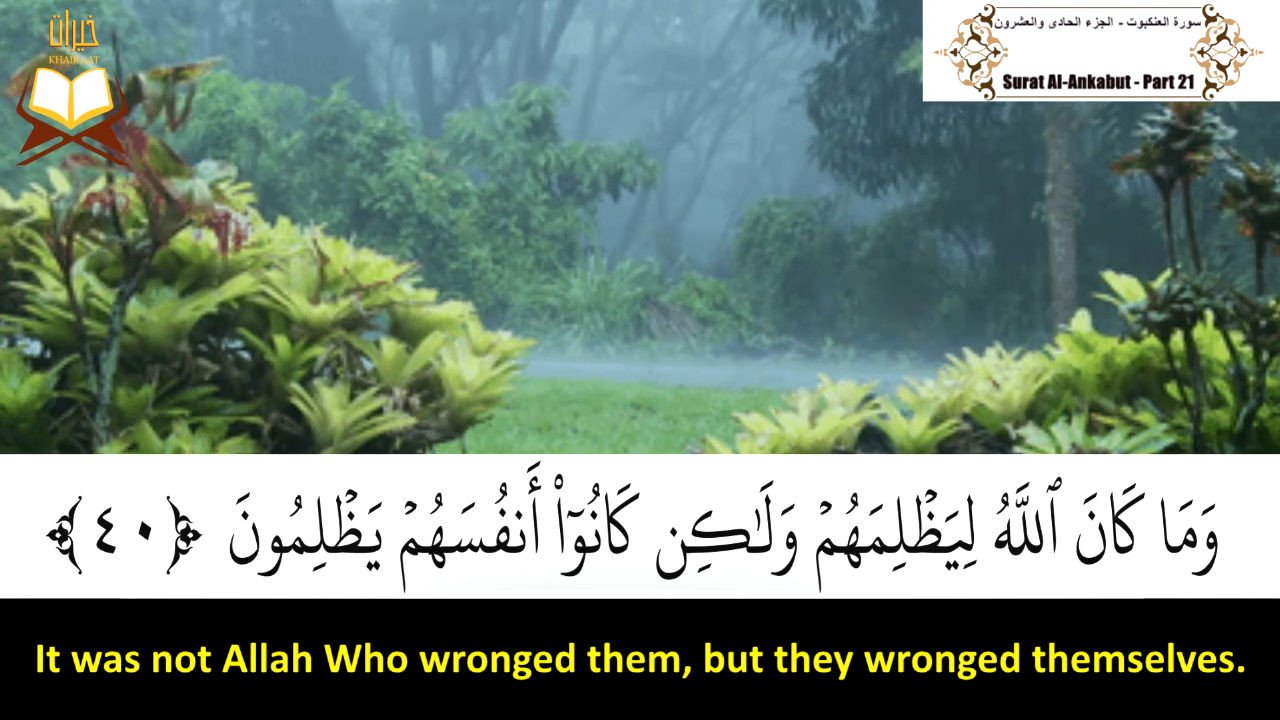 خيرات
KHAIRAAT
سورة العنكبوت - الجزء الحادى والعشرون
Surat Al-Ankabut - Part 21
وَمَا كَانَ ٱللَّهُ لِيَظْلِمَهُمْ وَلَـٰكِن كَانُوٓا۟ أَنفُسَهُمْ يَظْلِمُونَ ﴿٤٠﴾
It was not Allah Who wronged them, but they wronged themselves.